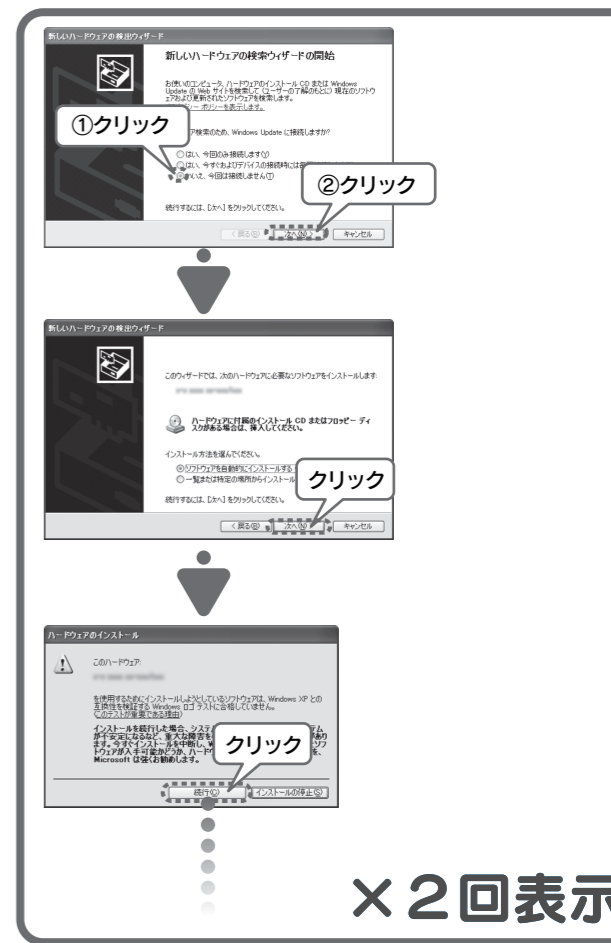 新しいハードウェアの検出ウィザード
新しいハードウェアの検索ウィザードの開始
お使いのコンピュータ、ハードウェアのインストール CD または Windows
Update の Web サイトを検索して (ユーザーの了解のもとに) 現在のソフトウ
ェアおよび更新されたソフトウェアを検索します。
シー ポリシーを表示します。
①クリック
ア検索のため、Windows Update に接続しますか?
はい、今回のみ接続します(Y)
はい、今すぐおよびデバイスの接続時には
いいえ、今回は接続しません(T)
②クリック
続行するには、[次へ] をクリックしてください。
< 戻る(B)
次へ(N) >
キャンセル
新しいハードウェアの検出ウィザード
このウィザードでは、次のハードウェアに必要なソフトウェアをインストールします:
ハードウェアに付属のインストール CD またはフロッピー ディ
スクがある場合は、挿入してください。
インストール方法を選んでください。
ソフトウェアを自動的にインストールする
一覧または特定の場所からインストール
クリック
続行するには、[次へ] をクリックしてください。
< 戻る(B)
次へ(N)
キャンセル
ハードウェアのインストール
このハードウェア:
を使用するためにインストールしようとしているソフトウェアは、Windows XP との
互換性を検証する Windows ロゴ テストに合格していません。
(このテストが重要である理由)
インストールを続行した場合、システ
が不安定になるなど、重大な障害を
ます。今すぐインストールを中断し、W
トウェアが入手可能かどうか、ハード
Microsoft は強くお勧めします。
クリック
続行(C)
インストールの停止(S)
×2回表示